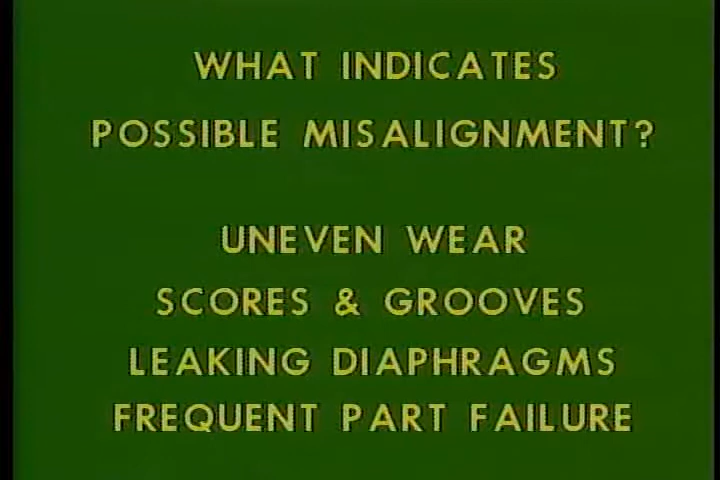 WHAT INDICATES
POSSIBLE MISALIGNMENT?
UNEVEN WEAR
SCORES & GROOVES
LEAKING DIAPHRAGMS
FREQUENT PART FAILURE